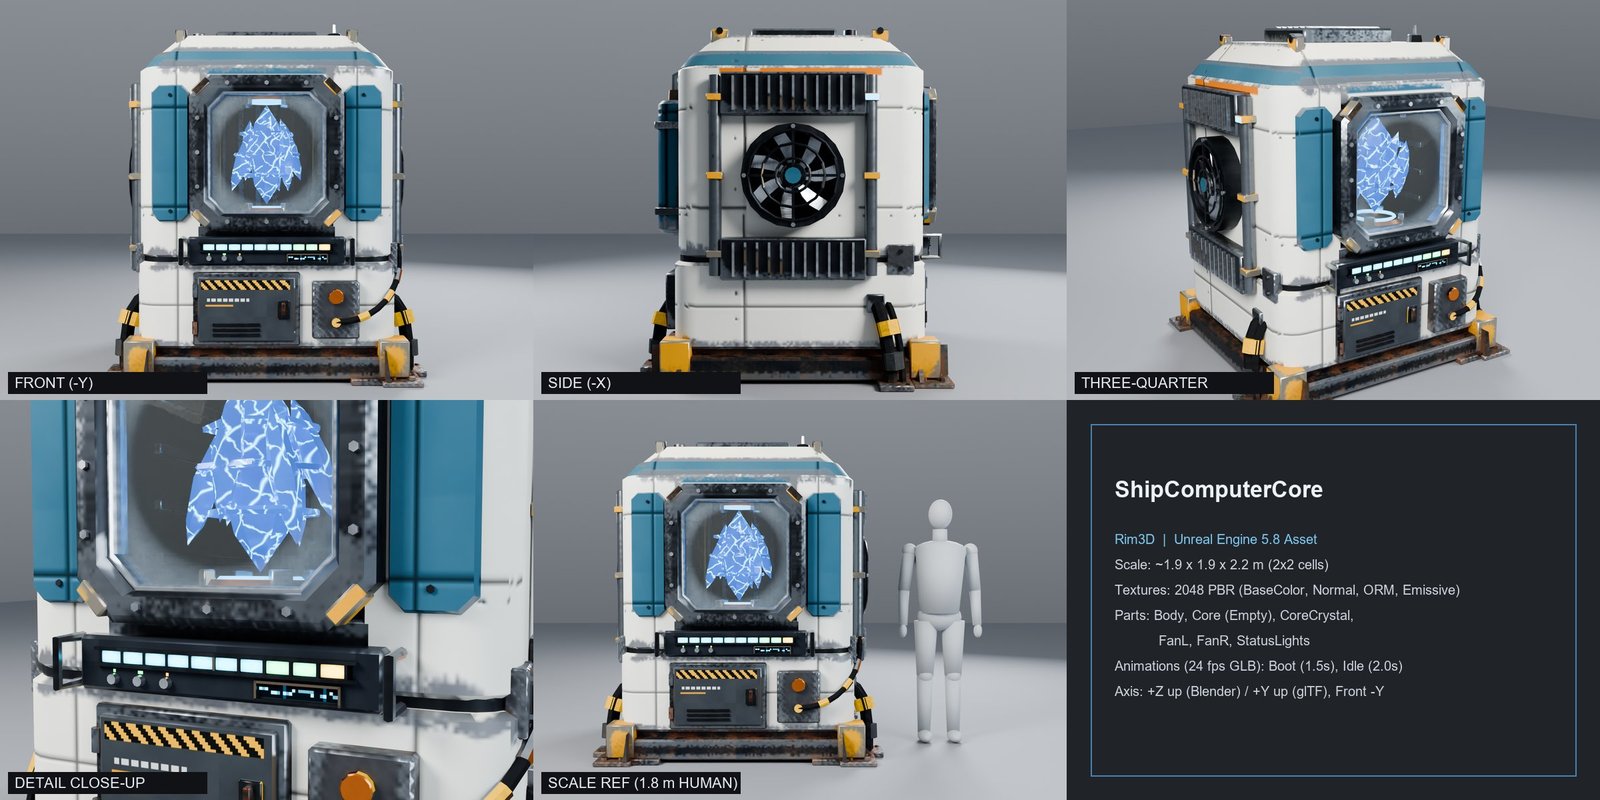 FRONT (-Y)
SIDE (-X)
THREE-QUARTER
DETAIL CLOSE-UP
SCALE REF (1.8 m HUMAN)
ShipComputerCore
Rim3D | Unreal Engine 5.8 Asset
Scale: ~1.9 x 1.9 x 2.2 m (2x2 cells)
Textures: 2048 PBR (BaseColor, Normal, ORM, Emissive)
Parts: Body, Core (Empty), CoreCrystal,
FanL, FanR, StatusLights
Animations (24 fps GLB): Boot (1.5s), Idle (2.0s)
Axis: +Z up (Blender) / +Y up (glTF), Front -Y